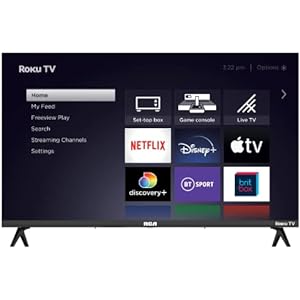 Roku TV
3:22 pm | Options ✳
Home
My Feed
Freeview Play
Search
Streaming Channels
Settings
Set-top box
Game console
Live TV
NETFLIX
Disney+
tv
discovery+
BT SPORT
brit
box
RCA
Roku TV